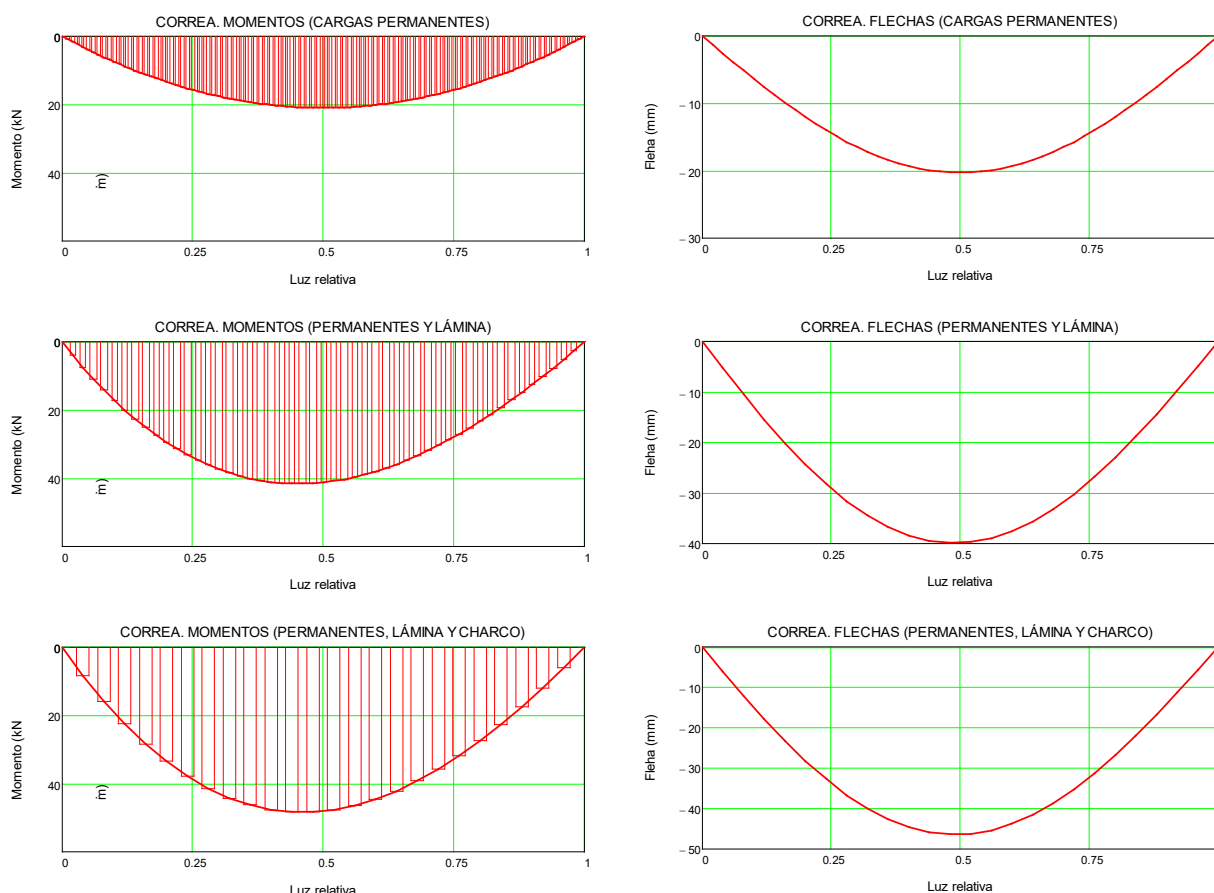 CORREA. MOMENTOS (CARGAS PERMANENTES)
0
20
40
Momento (kN
m)
0 0.25 0.5 0.75 1
Luz relativa
CORREA. FLECHAS (CARGAS PERMANENTES)
0
− 10
− 20
− 30
Fleha (mm)
0 0.25 0.5 0.75
Luz relativa
CORREA. MOMENTOS (PERMANENTES Y LÁMINA)
0
20
40
Momento (kN
m)
0 0.25 0.5 0.75 1
Luz relativa
CORREA. FLECHAS (PERMANENTES Y LÁMINA)
0
− 10
− 20
− 30
− 40
Fleha (mm)
0 0.25 0.5 0.75
Luz relativa
CORREA. MOMENTOS (PERMANENTES, LÁMINA Y CHARCO)
0
20
40
Momento (kN
m)
0 0.25 0.5 0.75 1
Luz relativa
CORREA. FLECHAS (PERMANENTES, LÁMINA Y CHARCO)
0
− 10
− 20
− 30
− 40
− 50
Fleha (mm)
0 0.25 0.5 0.75
Luz relativa